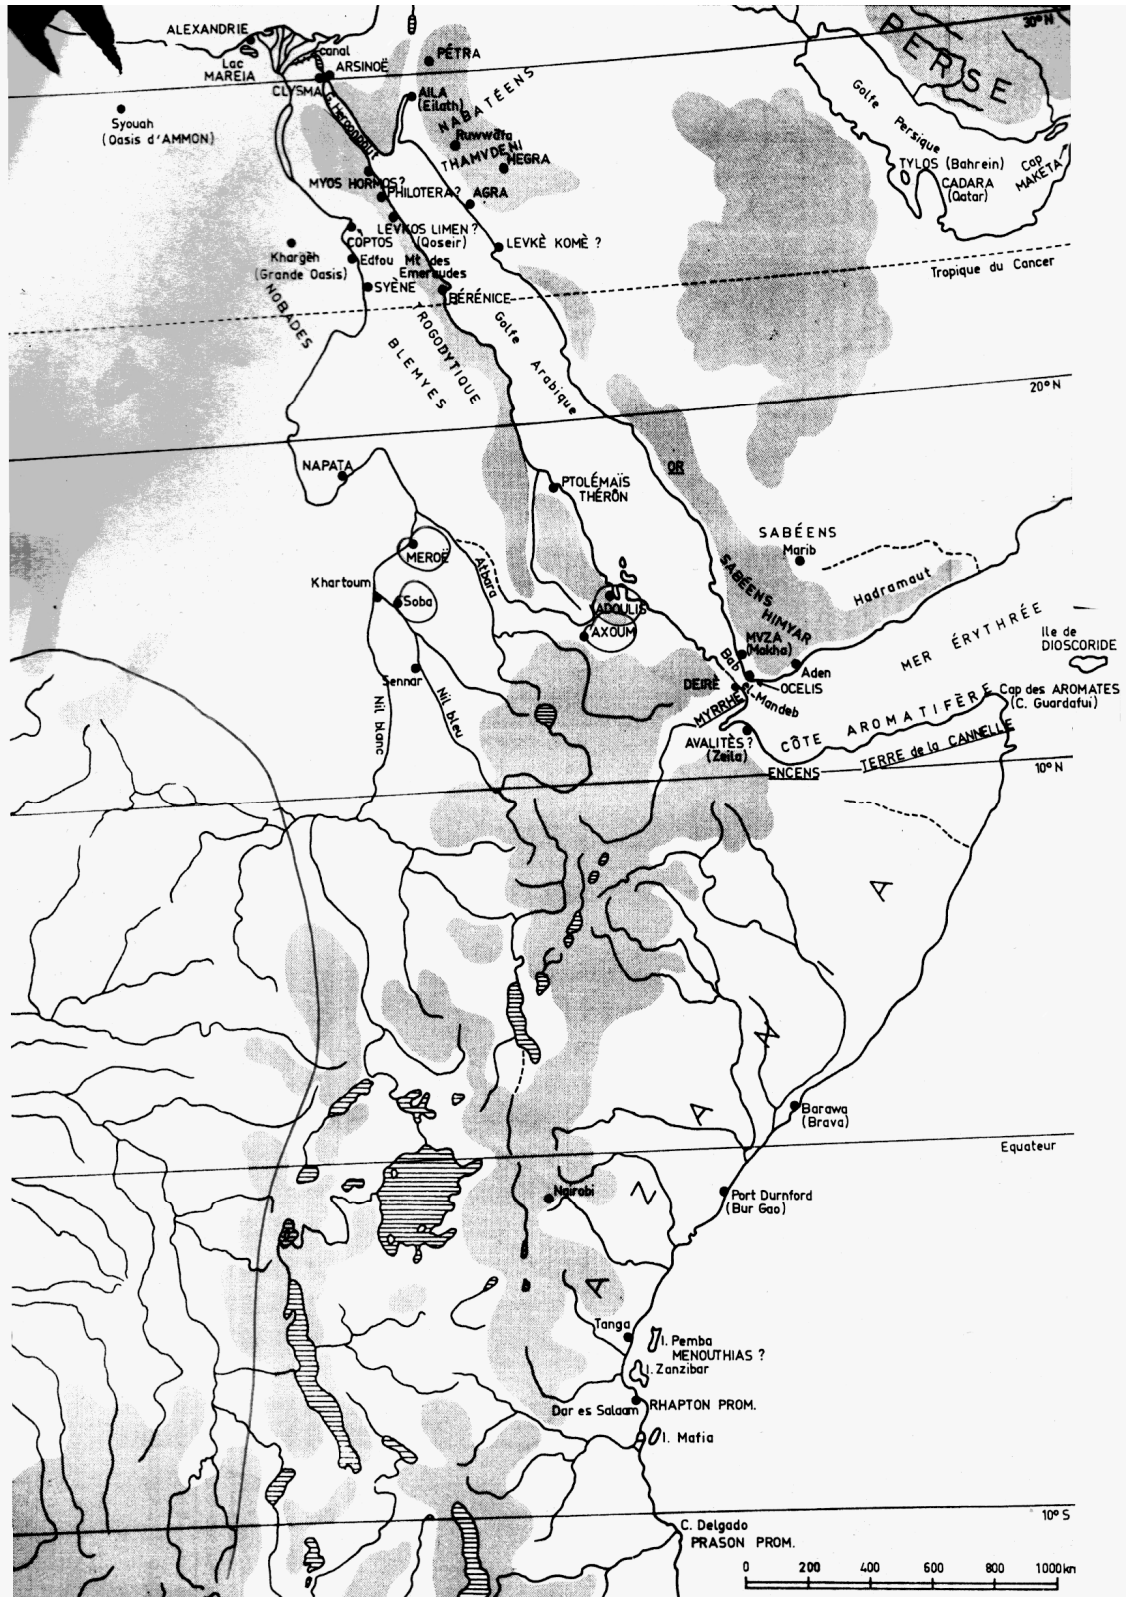 30° N
ALEXANDRIE
canal
PÉTRA
Lac
MAREIA
ARSINOË
CLYSMA
G. Heroonpolit
AILA
(Eilath)
NABATÉENS
PERSE
Golfe
Persique
Syouah
(Oasis d'AMMON)
Ruwwâfa
THAMVDENI
HEGRA
TYLOS (Bahrein)
CADARA
(Qatar)
Cap
MAKETA
MYOS HORMOS?
PHILOTERA?
AGRA
LEVKOS LIMEN ?
(Qoseir)
COPTOS
LEVKÈ KOMÈ ?
Khargèh
(Grande Oasis)
Edfou
Mt des
Emeraudes
SYÈNE
BÉRÉNICE
Tropique du Cancer
NOBADES
TROGODYTIQUE
BLEMYES
Golfe
Arabique
20° N
NAPATA
OR
PTOLÉMAÏS
THÉRÔN
SABÉENS
Marib
MEROË
Atbara
Khartoum
Soba
SABÉENS
HIMYAR
Hadramaut
ADOULIS
AXOUM
MVZA
(Makha)
Aden
MER ÉRYTHRÉE
Ile de
DIOSCORIDE
Sennar
Nil blanc
Nil bleu
Bab
el-Mandeb
DEIRÈ
OCELIS
MYRRHE
AVALITÈS ?
(Zeila)
CÔTE AROMATIFÈRE
Cap des AROMATES
(C. Guardafui)
TERRE de la CANNELLE
ENCENS
10° N
A
Z
A
N
I
A
Barawa
(Brava)
Equateur
Nairobi
Port Durnford
(Bur Gao)
Tanga
I. Pemba
MENOUTHIAS ?
I. Zanzibar
Dar es Salaam
RHAPTON PROM.
I. Mafia
10° S
C. Delgado
PRASON PROM.
0 200 400 600 800 1000 km